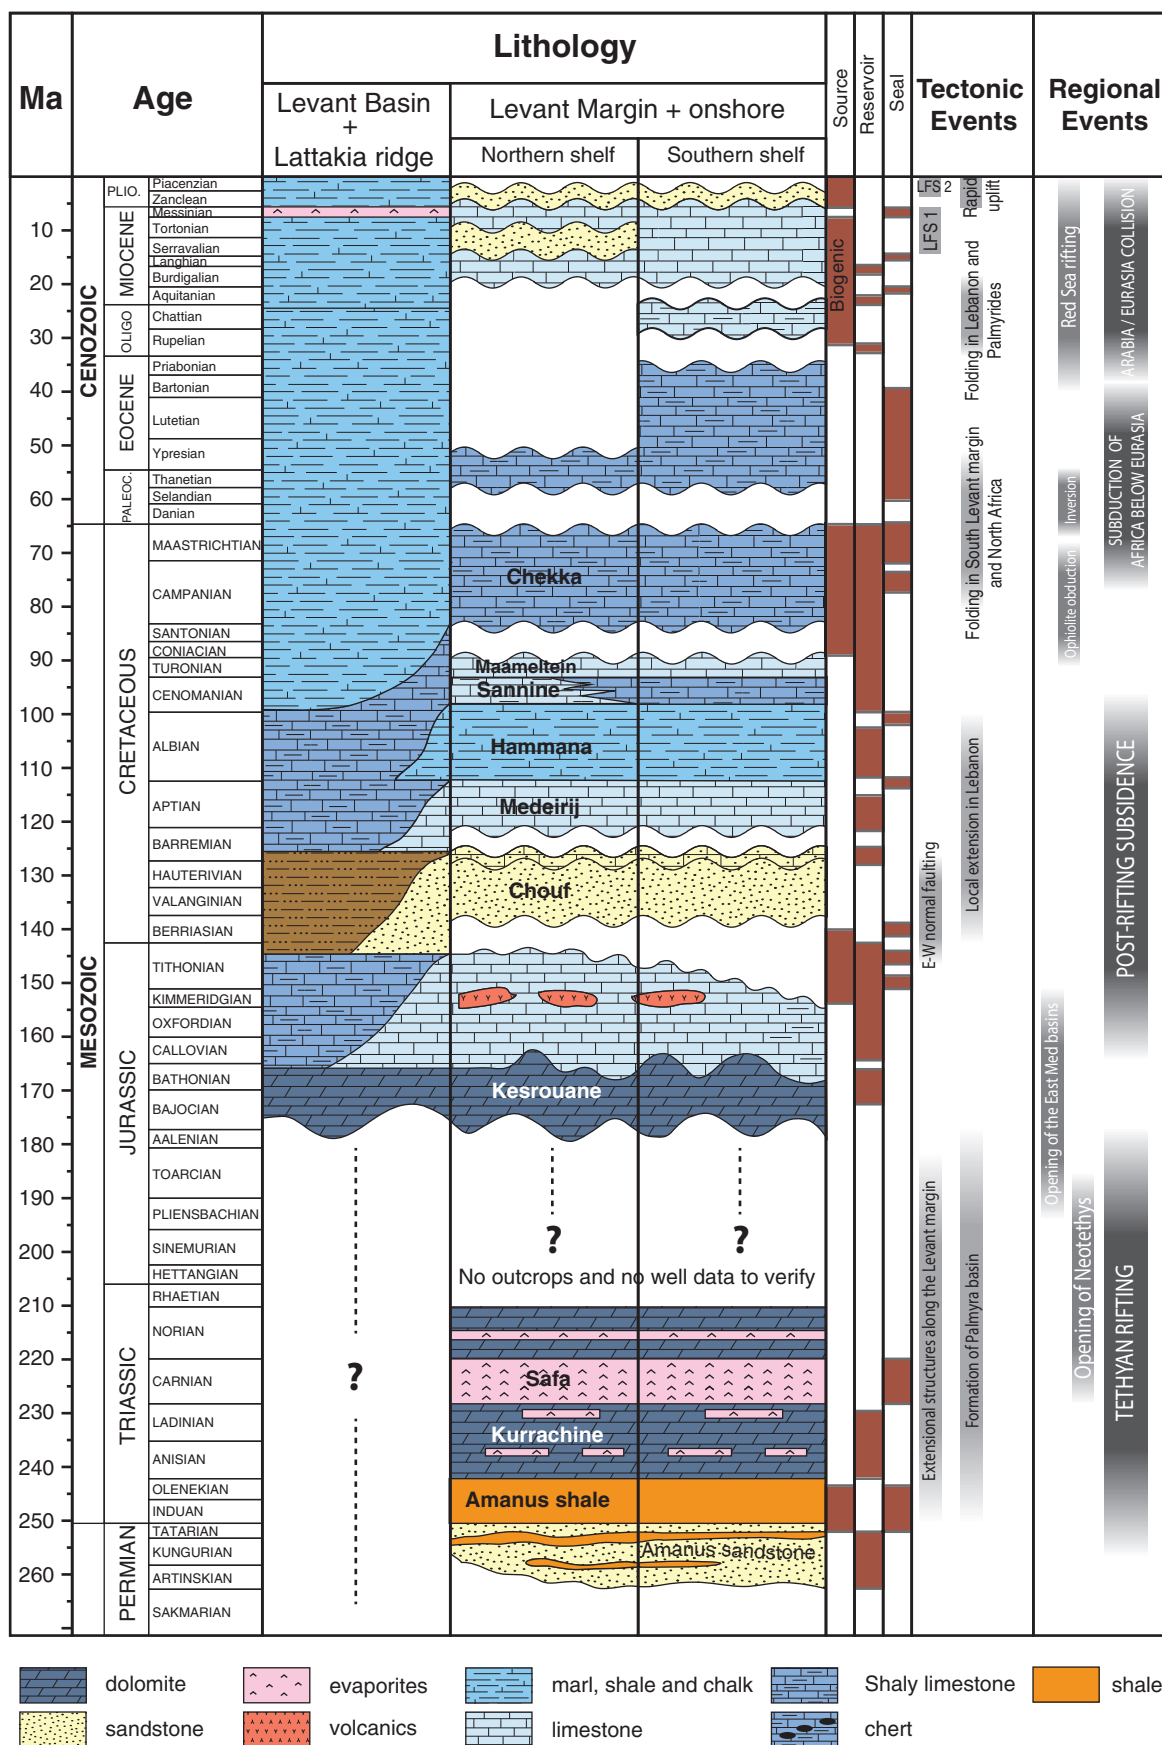 Ma
Age
Lithology
Levant Basin
+
Lattakia ridge
Levant Margin + onshore
Northern shelf
Southern shelf
Source
Reservoir
Seal
Tectonic
Events
Regional
Events
10
20
30
40
50
60
70
80
90
100
110
120
130
140
150
160
170
180
190
200
210
220
230
240
250
260
CENOZOIC
MESOZOIC
PLIO.
MIOCENE
OLIGO
EOCENE
PALEOC.
CRETACEOUS
JURASSIC
TRIASSIC
PERMIAN
Piacenzian
Zanclean
Messinian
Tortonian
Serravalian
Langhian
Burdigalian
Aquitanian
Chattian
Rupelian
Priabonian
Bartonian
Lutetian
Ypresian
Thanetian
Selandian
Danian
MAASTRICHTIAN
CAMPANIAN
SANTONIAN
CONIACIAN
TURONIAN
CENOMANIAN
ALBIAN
APTIAN
BARREMIAN
HAUTERIVIAN
VALANGINIAN
BERRIASIAN
TITHONIAN
KIMMERIDGIAN
OXFORDIAN
CALLOVIAN
BATHONIAN
BAJOCIAN
AALENIAN
TOARCIAN
PLIENSBACHIAN
SINEMURIAN
HETTANGIAN
RHAETIAN
NORIAN
CARNIAN
LADINIAN
ANISIAN
OLENEKIAN
INDUAN
TATARIAN
KUNGURIAN
ARTINSKIAN
SAKMARIAN
Chekka
Maameltein
Sannine
Hammana
Medeirij
Chouf
Kesrouane
?
?
?
No outcrops and no well data to verify
Safa
Kurrachine
Amanus shale
Amanus sandstone
Biogenic
LFS 2
LFS 1
Rapid
uplift
Folding in Lebanon and
Palmyrides
Folding in South Levant margin
and North Africa
E-W normal faulting
Local extension in Lebanon
Extensional structures along the Levant margin
Formation of Palmyra basin
Red Sea rifting
ARABIA / EURASIA COLLISION
Inversion
SUBDUCTION OF
AFRICA BELOW EURASIA
Ophiolite obduction
POST-RIFTING SUBSIDENCE
Opening of the East Med basins
Opening of Neotethys
TETHYAN RIFTING
dolomite
evaporites
marl, shale and chalk
Shaly limestone
shale
sandstone
volcanics
limestone
chert